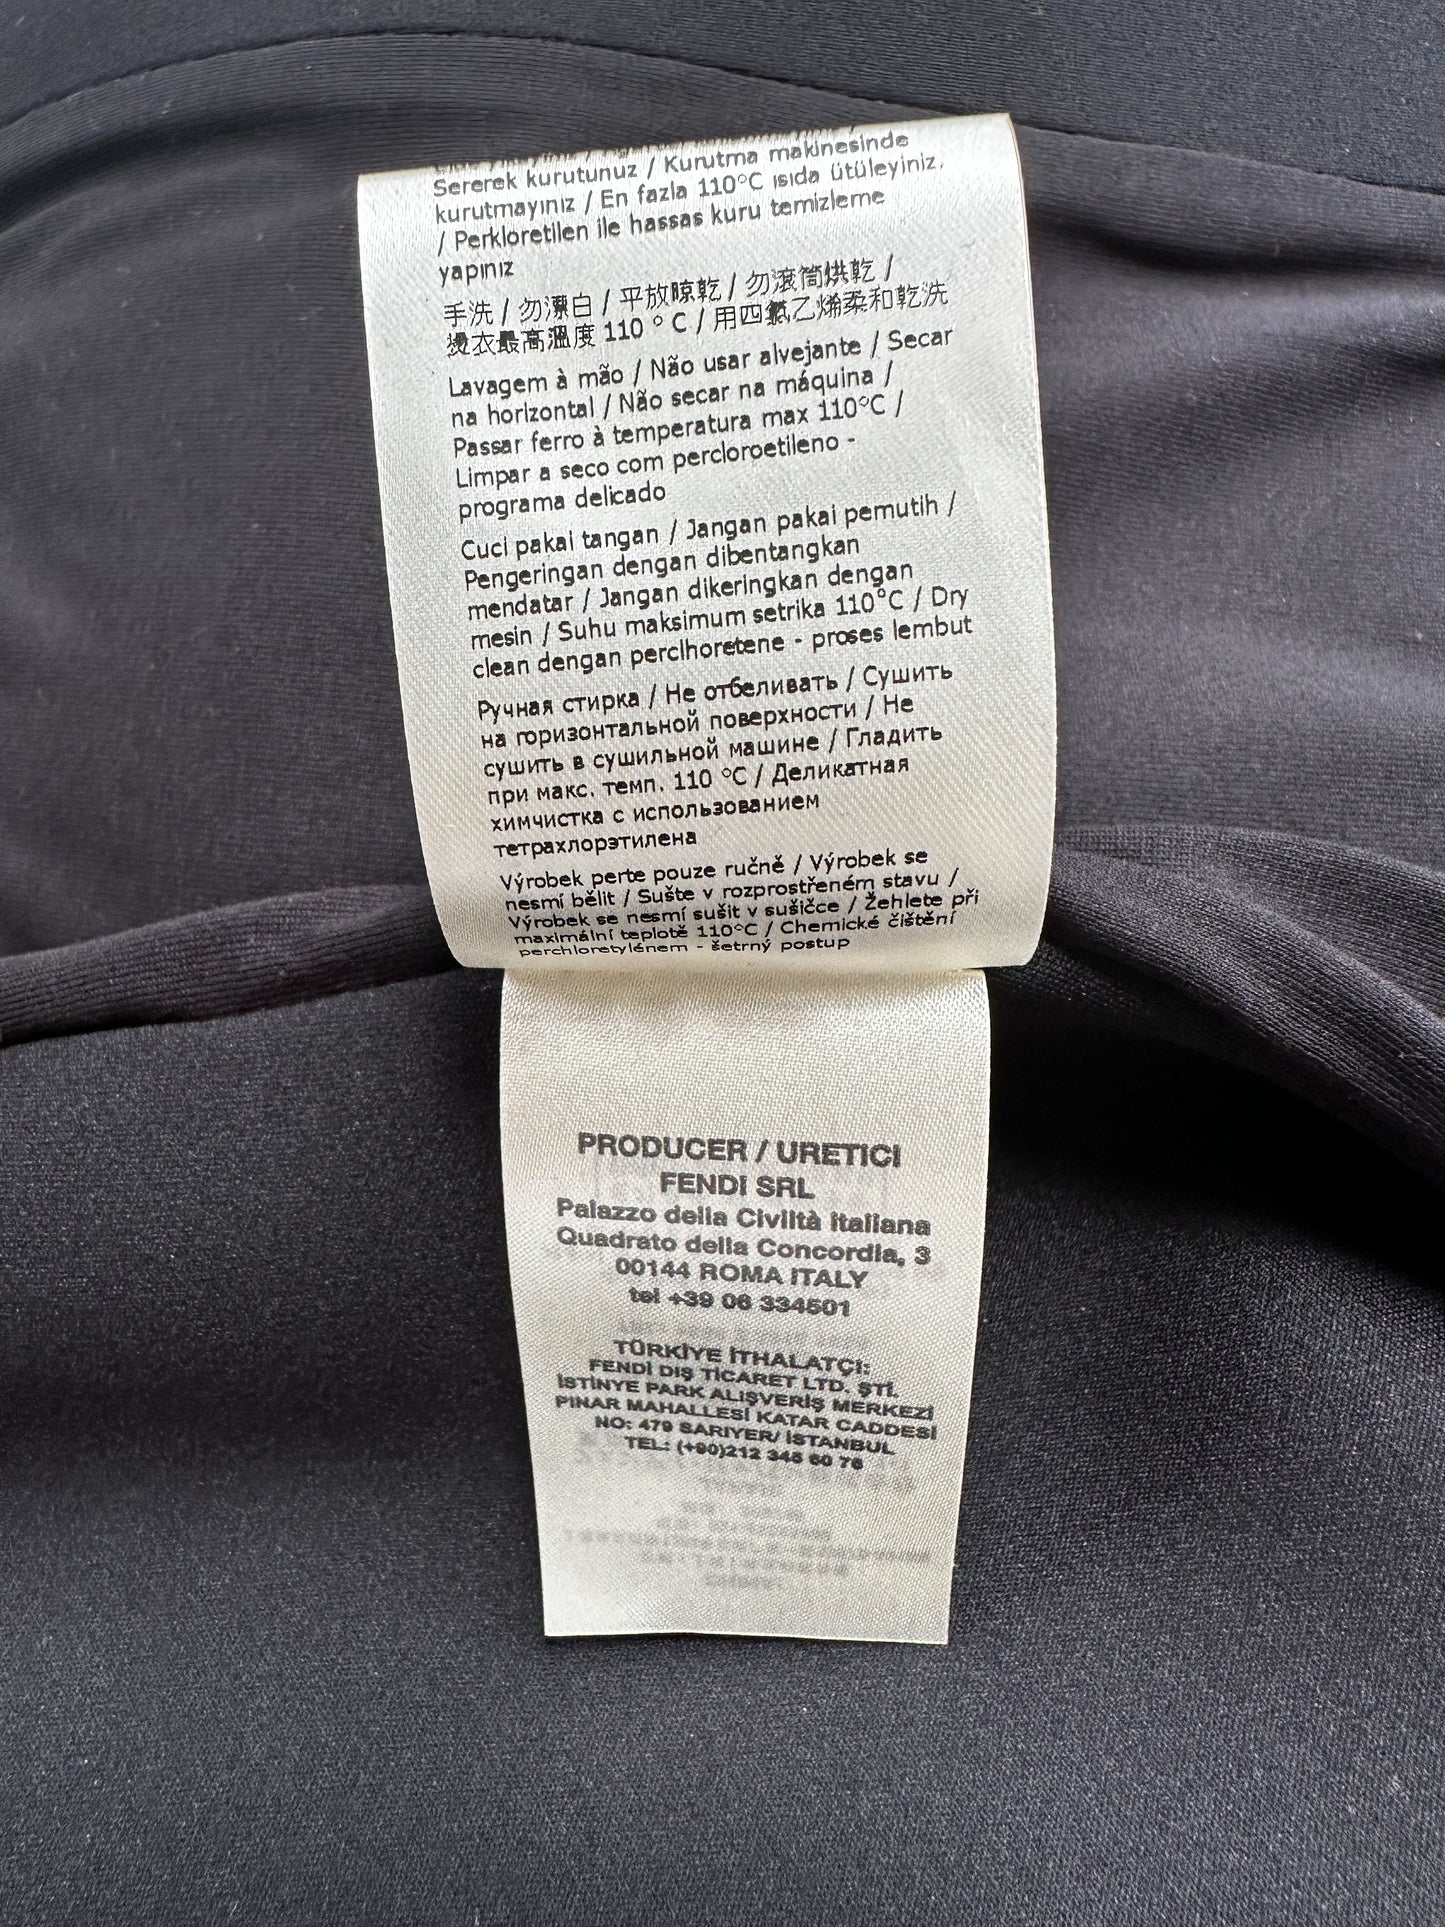 Sererek kurutunuz / Kurutma makinesinde
kurutmayınız / En fazla 110°C ısıda ütüleyiniz.
/ Perkloretilen ile hassas kuru temizleme
yapınız
手洗 / 勿漂白 / 平放晾乾 / 勿滾筒烘乾 /
燙衣最高溫度 110 ° C / 用四氯乙烯柔和乾洗
Lavagem à mão / Não usar alvejante / Secar
na horizontal / Não secar na máquina /
Passar ferro à temperatura max 110°C /
Limpar a seco com percloroetileno -
programa delicado
Cuci pakai tangan / Jangan pakai pemutih /
Pengeringan dengan dibentangkan
mendatar / Jangan dikeringkan dengan
mesin / Suhu maksimum setrika 110°C / Dry
clean dengan perclhoretene - proses lembut
Ручная стирка / Не отбеливать / Сушить
на горизонтальной поверхности / Не
сушить в сушильной машине / Гладить
при макс. темп. 110 °C / Деликатная
химчистка с использованием
тетрахлорэтилена
Výrobek perte pouze ručně / Výrobek se
nesmí bělit / Sušte v rozprostřeném stavu /
Výrobek se nesmí sušit v sušičce / Žehlete při
maximální teplotě 110°C / Chemické čištění
perchloretylénem - šetrný postup
PRODUCER / URETICI
FENDI SRL
Palazzo della Civiltà italiana
Quadrato della Concordia, 3
00144 ROMA ITALY
tel +39 06 334501
TÜRKİYE İTHALATÇI:
FENDİ DIŞ TİCARET LTD. ŞTİ.
İSTİNYE PARK ALIŞVERİŞ MERKEZİ
PINAR MAHALLESİ KATAR CADDESİ
NO: 479 SARIYER/ İSTANBUL
TEL: (+90)212 345 60 76